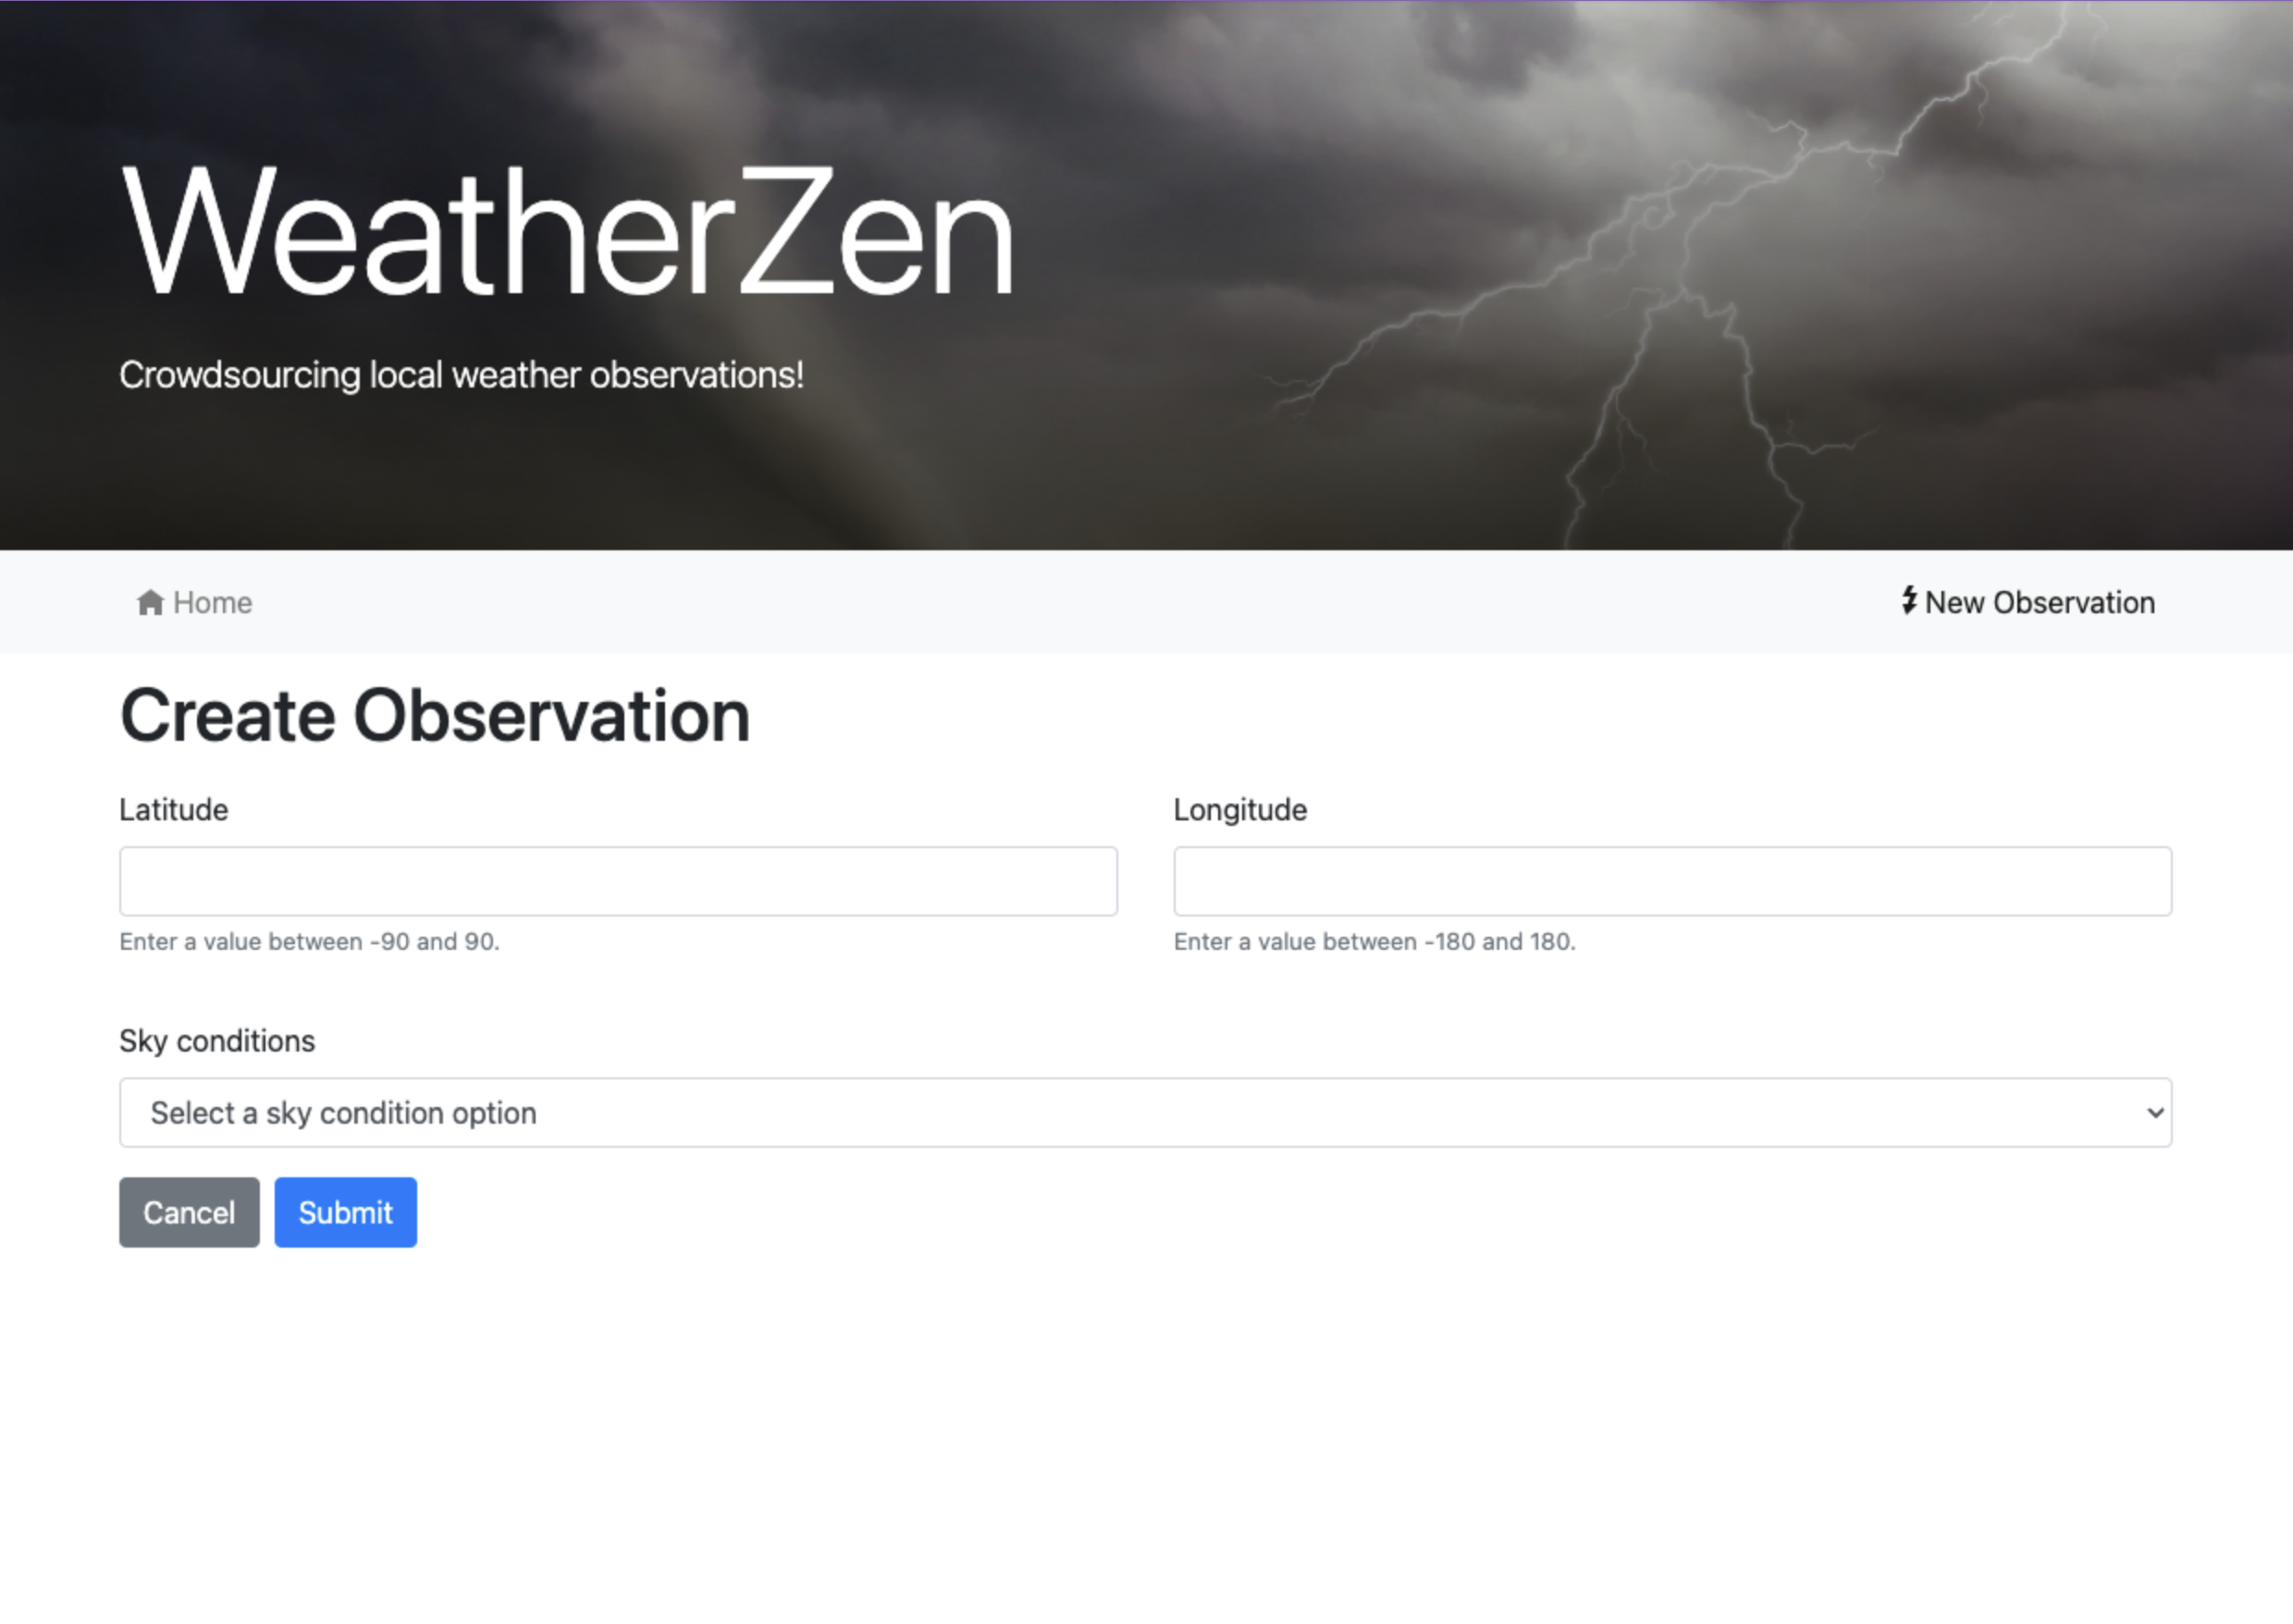 WeatherZen
Crowdsourcing local weather observations!
Home
New Observation
Create Observation
Latitude
Longitude
Enter a value between -90 and 90.
Enter a value between -180 and 180.
Sky conditions
Select a sky condition option
Cancel
Submit